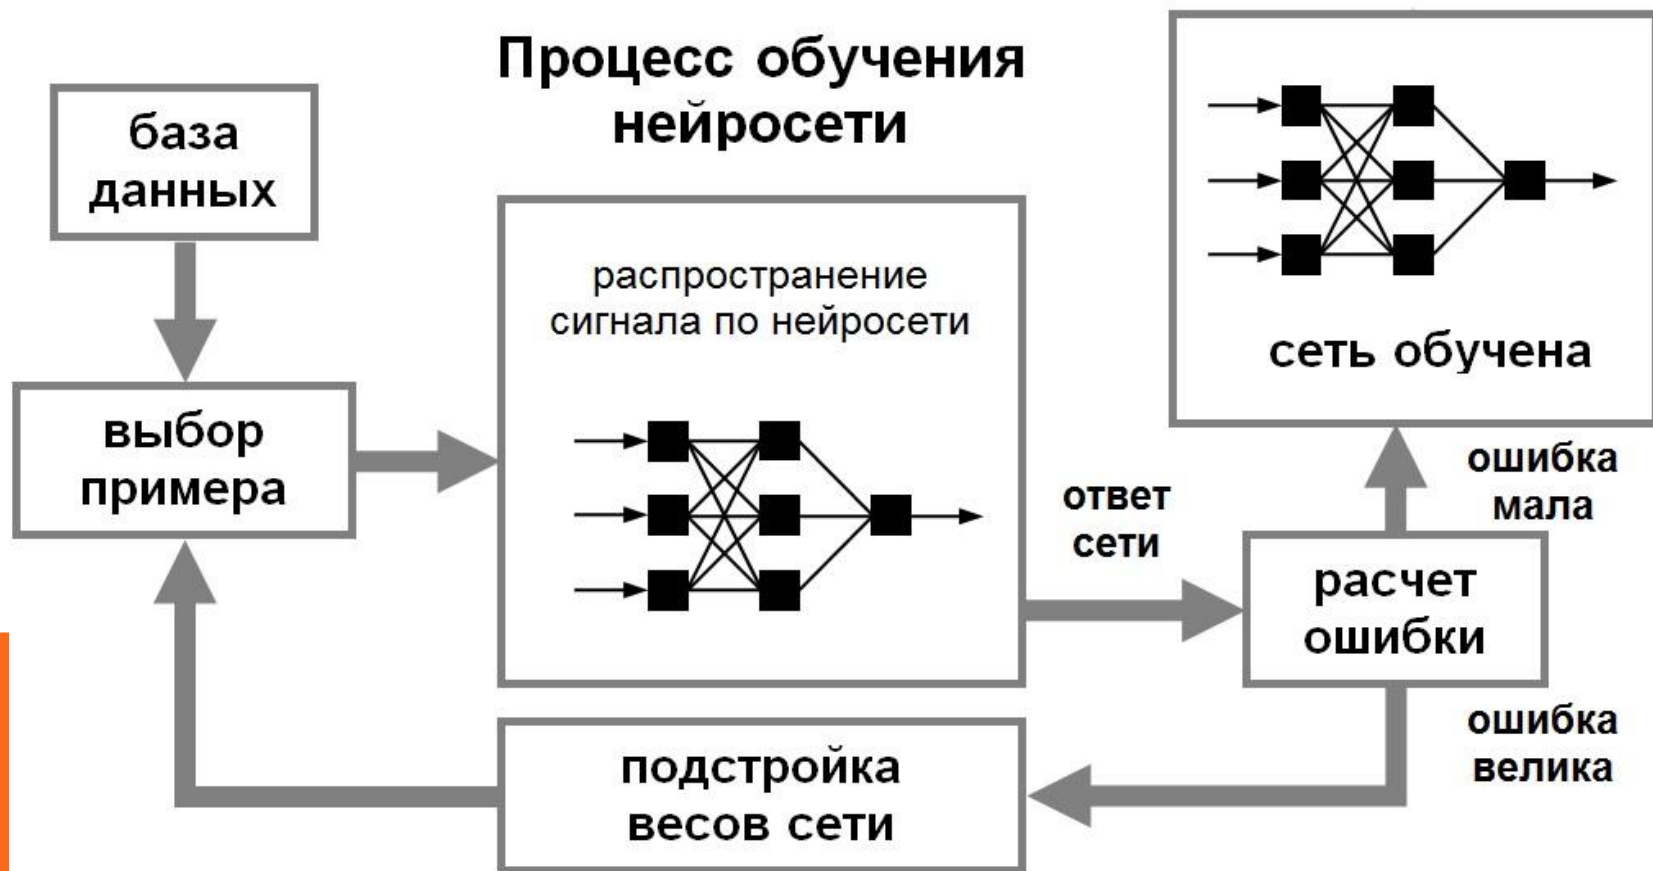 Процесс обучения
нейросети
база
данных
выбор
примера
распространение
сигнала по нейросети
ответ
сети
расчет
ошибки
ошибка
мала
сеть обучена
ошибка
велика
подстройка
весов сети